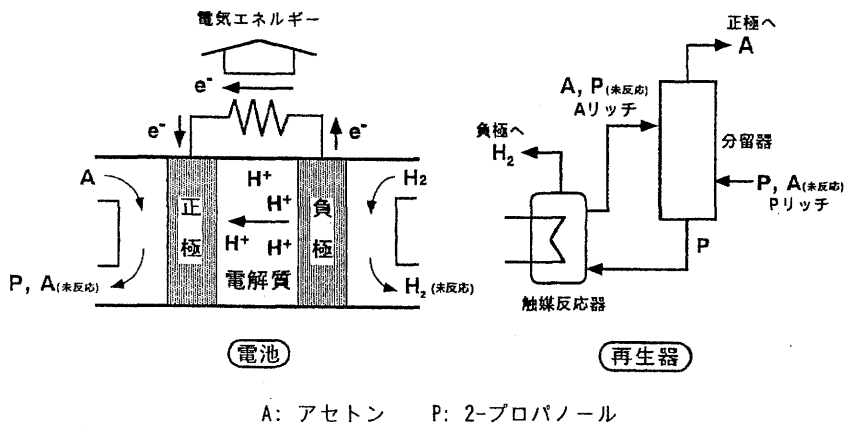 電気エネルギー
e-
e-
e-
A
H+
H+
H+
H+
H2
正極
負極
電解質
P, A(未反応)
H2 (未反応)
電池
正極へ
A
A, P(未反応)
Aリッチ
負極へ
H2
分留器
P, A(未反応)
Pリッチ
P
触媒反応器
再生器
A: アセトン P: 2-プロパノール